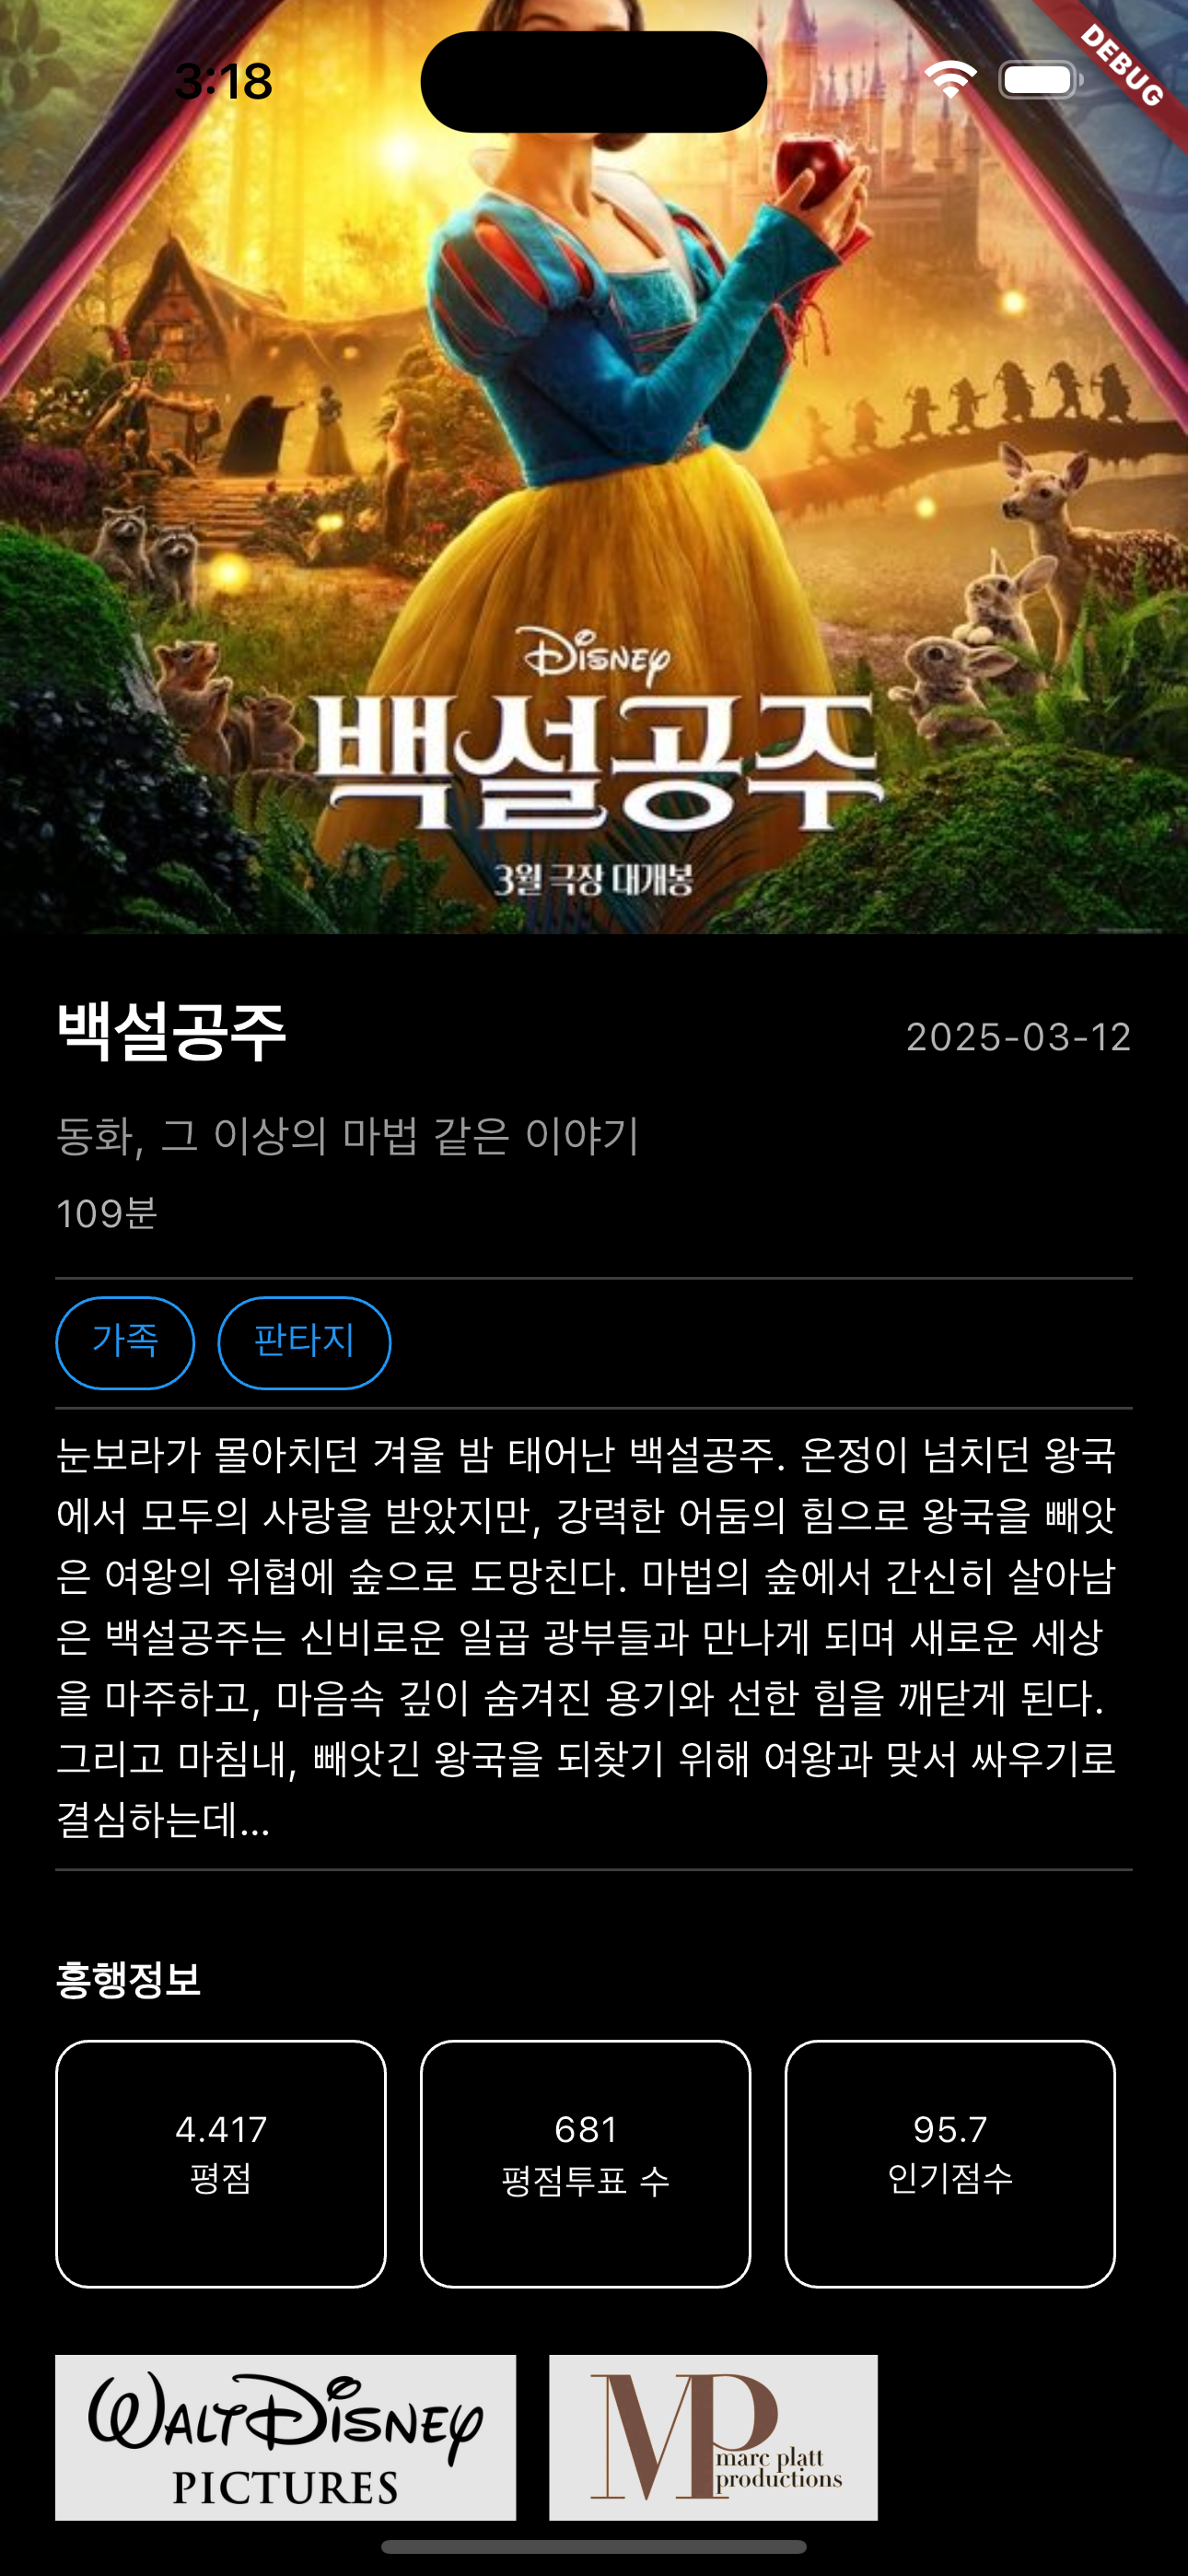 3:18
DEBUG
Disney
백설공주
3월 극장 대개봉
백설공주
2025-03-12
동화, 그 이상의 마법 같은 이야기
109분
가족
판타지
눈보라가 몰아치던 겨울 밤 태어난 백설공주. 온정이 넘치던 왕국
에서 모두의 사랑을 받았지만, 강력한 어둠의 힘으로 왕국을 빼앗
은 여왕의 위협에 숲으로 도망친다. 마법의 숲에서 간신히 살아남
은 백설공주는 신비로운 일곱 광부들과 만나게 되며 새로운 세상
을 마주하고, 마음속 깊이 숨겨진 용기와 선한 힘을 깨닫게 된다.
그리고 마침내, 빼앗긴 왕국을 되찾기 위해 여왕과 맞서 싸우기로
결심하는데…
흥행정보
4.417
평점
681
평점투표 수
95.7
인기점수
WALT DISNEY
PICTURES
MP
marc platt
productions